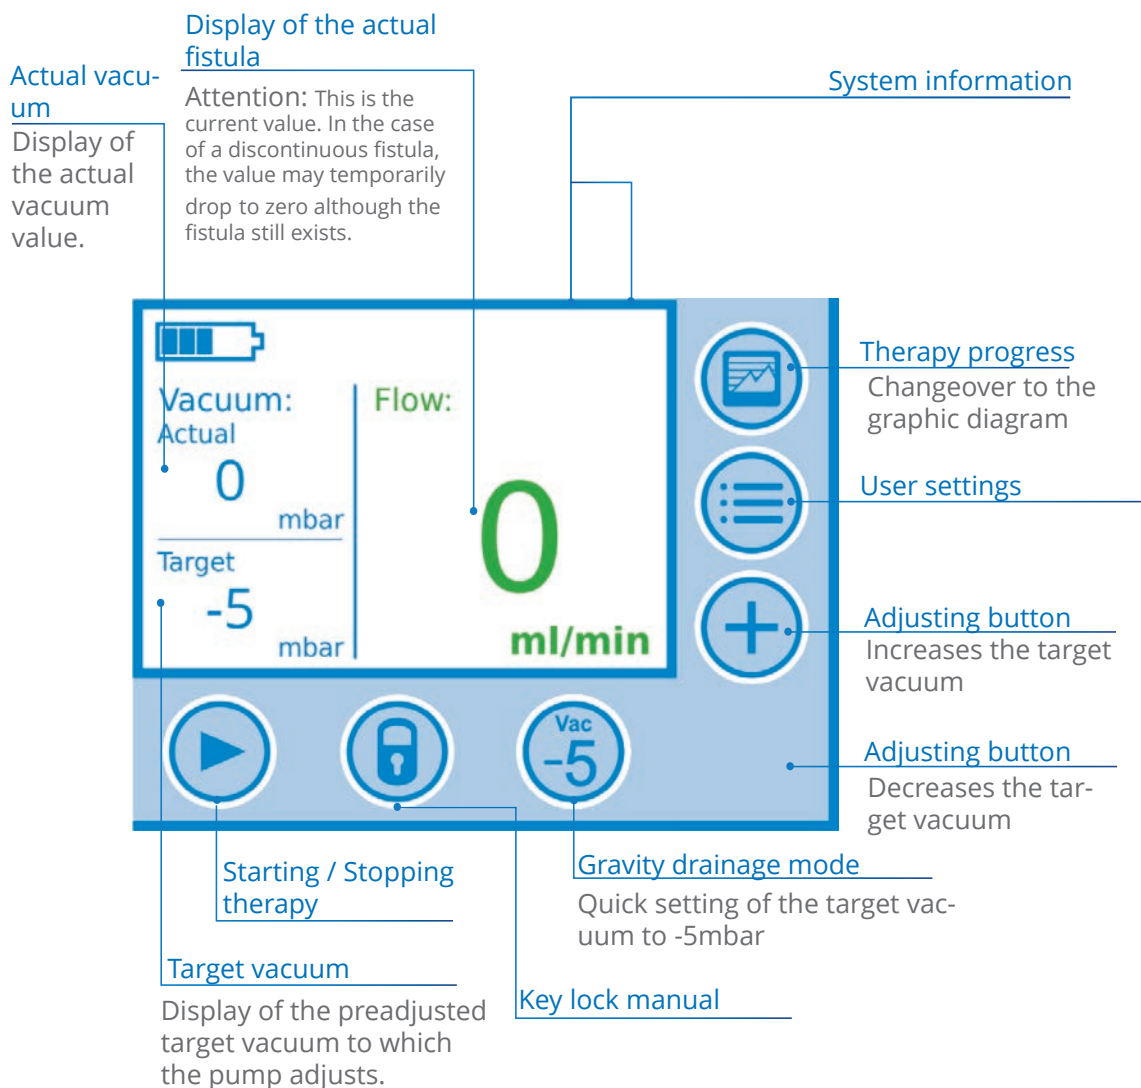 Display of the actual
fistula
Attention: This is the
current value. In the case
of a discontinuous fistula,
the value may temporarily
drop to zero although the
fistula still exists.
Actual vacu-
um
Display of
the actual
vacuum
value.
System information
Vacuum:
Actual
0
mbar
Target
-5
mbar
Flow:
0
ml/min
Therapy progress
Changeover to the
graphic diagram
User settings
Adjusting button
Increases the target
vacuum
Vac
-5
Adjusting button
Decreases the tar-
get vacuum
Starting / Stopping
therapy
Gravity drainage mode
Quick setting of the target vac-
uum to -5mbar
Target vacuum
Display of the preadjusted
target vacuum to which
the pump adjusts.
Key lock manual